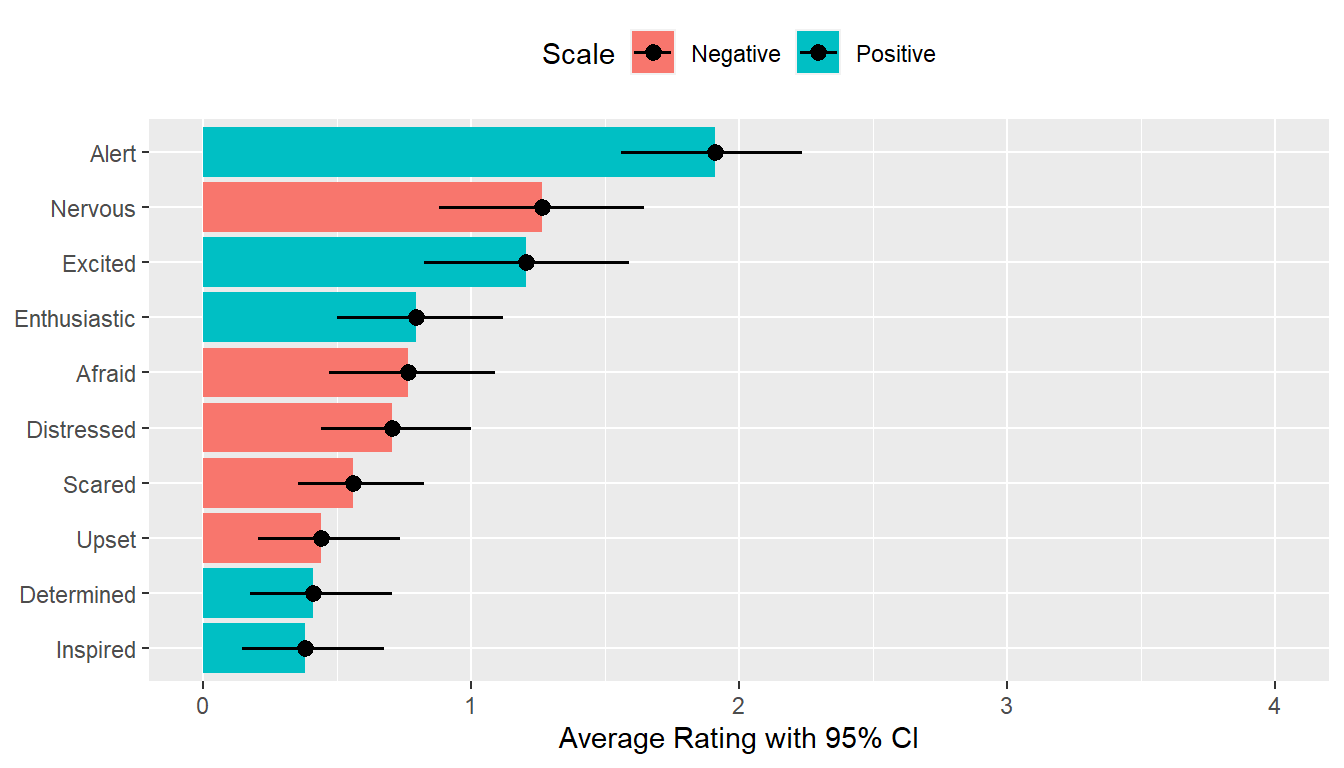 Scale Negative Positive
Alert
Nervous
Excited
Enthusiastic
Afraid
Distressed
Scared
Upset
Determined
Inspired
0 1 2 3 4
Average Rating with 95% CI